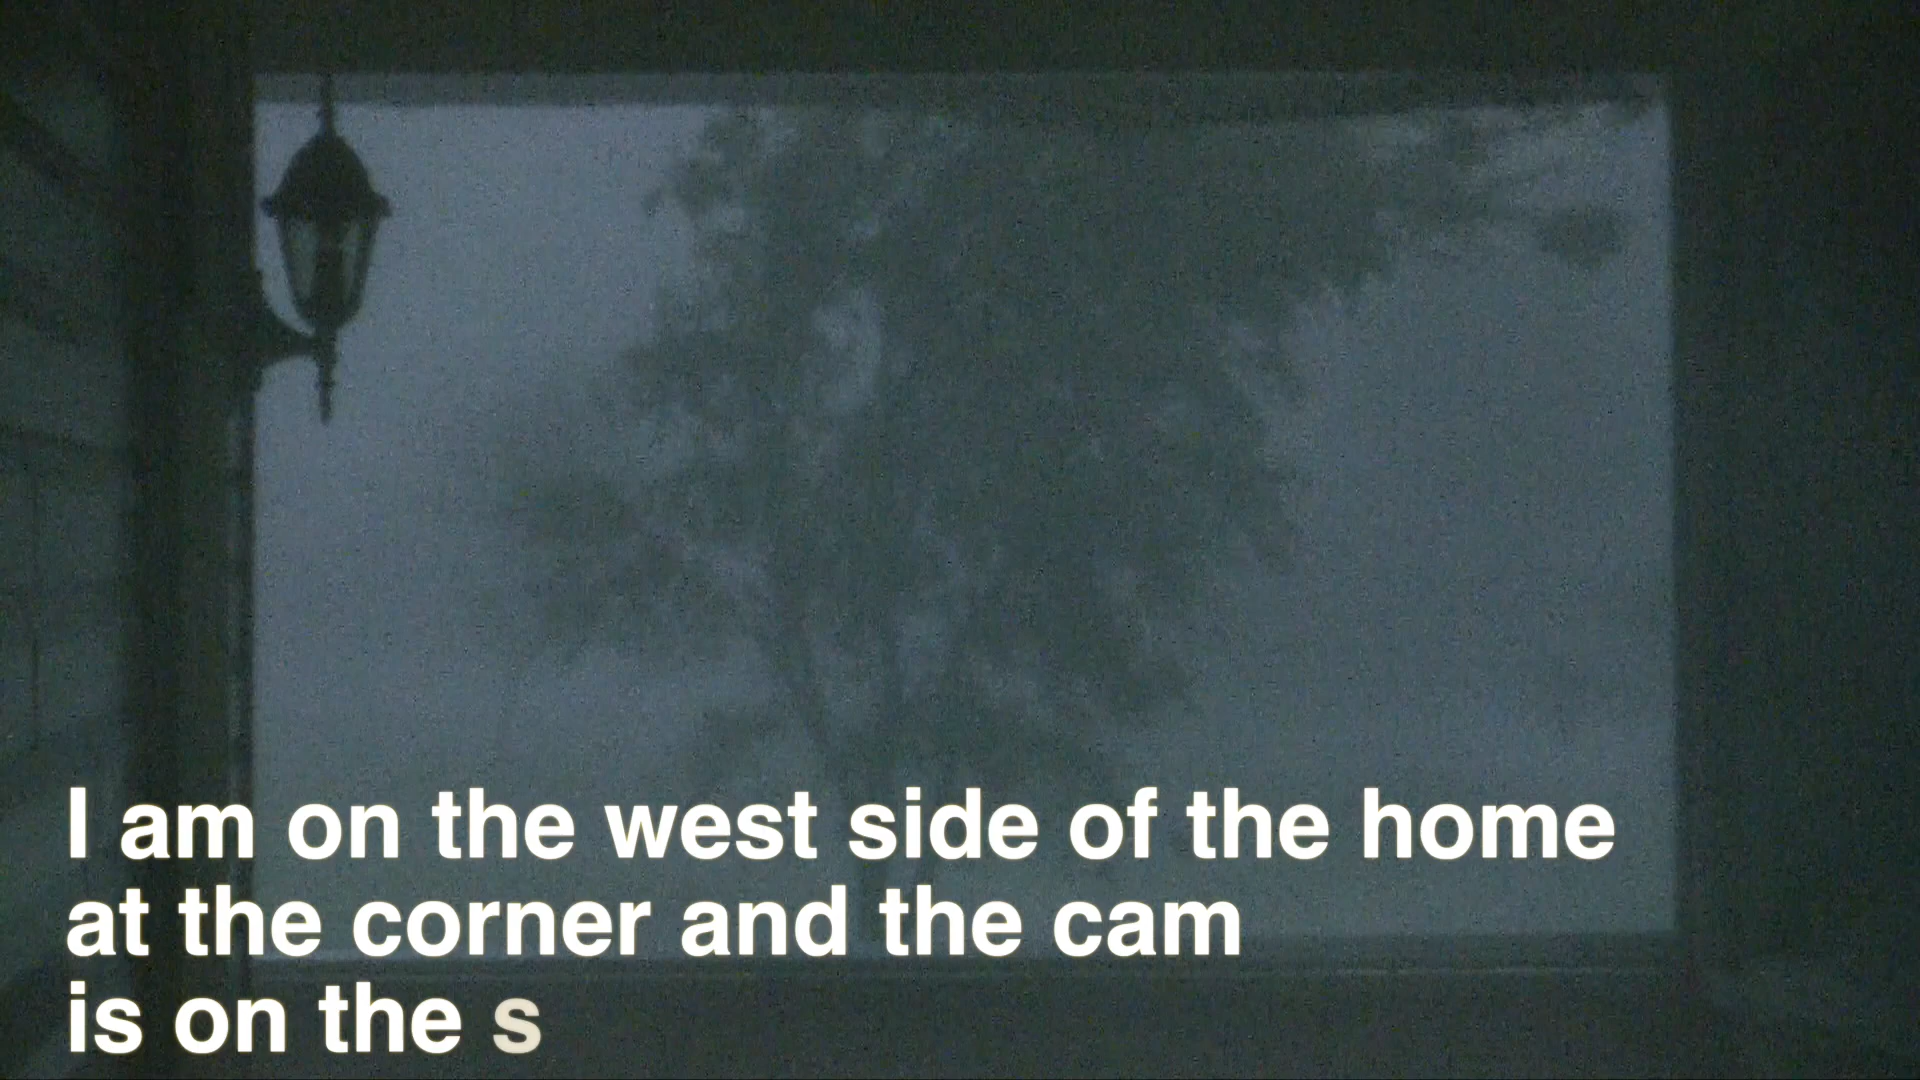 I am on the west side of the home
at the corner and the cam
is on the s